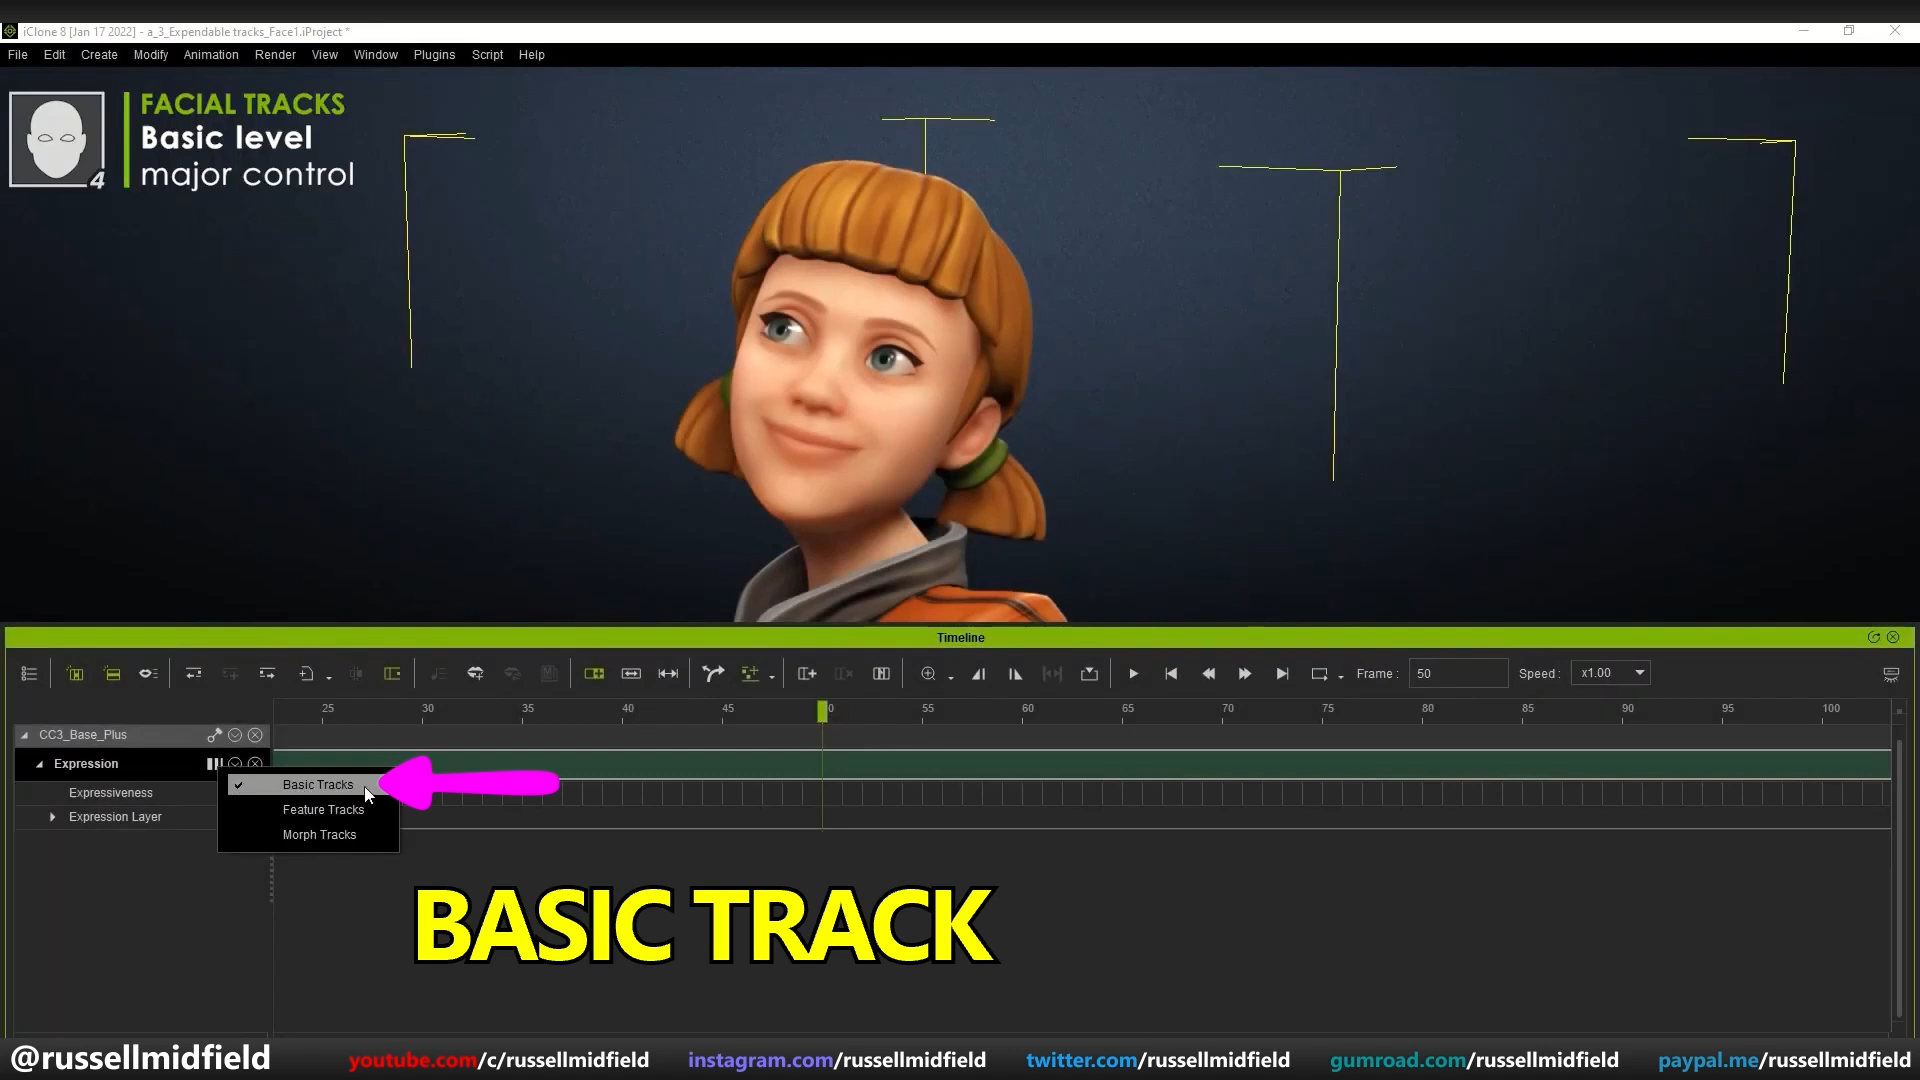 iClone 8 [Jan 17 2022] - a_3_Expendable tracks_Face1.iProject *
File Edit Create Modify Animation Render View Window Plugins Script Help
FACIAL TRACKS
Basic level
major control
4
Timeline
Frame : 50 Speed : x1.00
25 30 35 40 45 0 55 60 65 70 75 80 85 90 95 100
CC3_Base_Plus
Expression
Basic Tracks
Expressiveness
Feature Tracks
Expression Layer
Morph Tracks
BASIC TRACK
@russellmidfield youtube.com/c/russellmidfield instagram.com/russellmidfield twitter.com/russellmidfield gumroad.com/russellmidfield paypal.me/russellmidfield